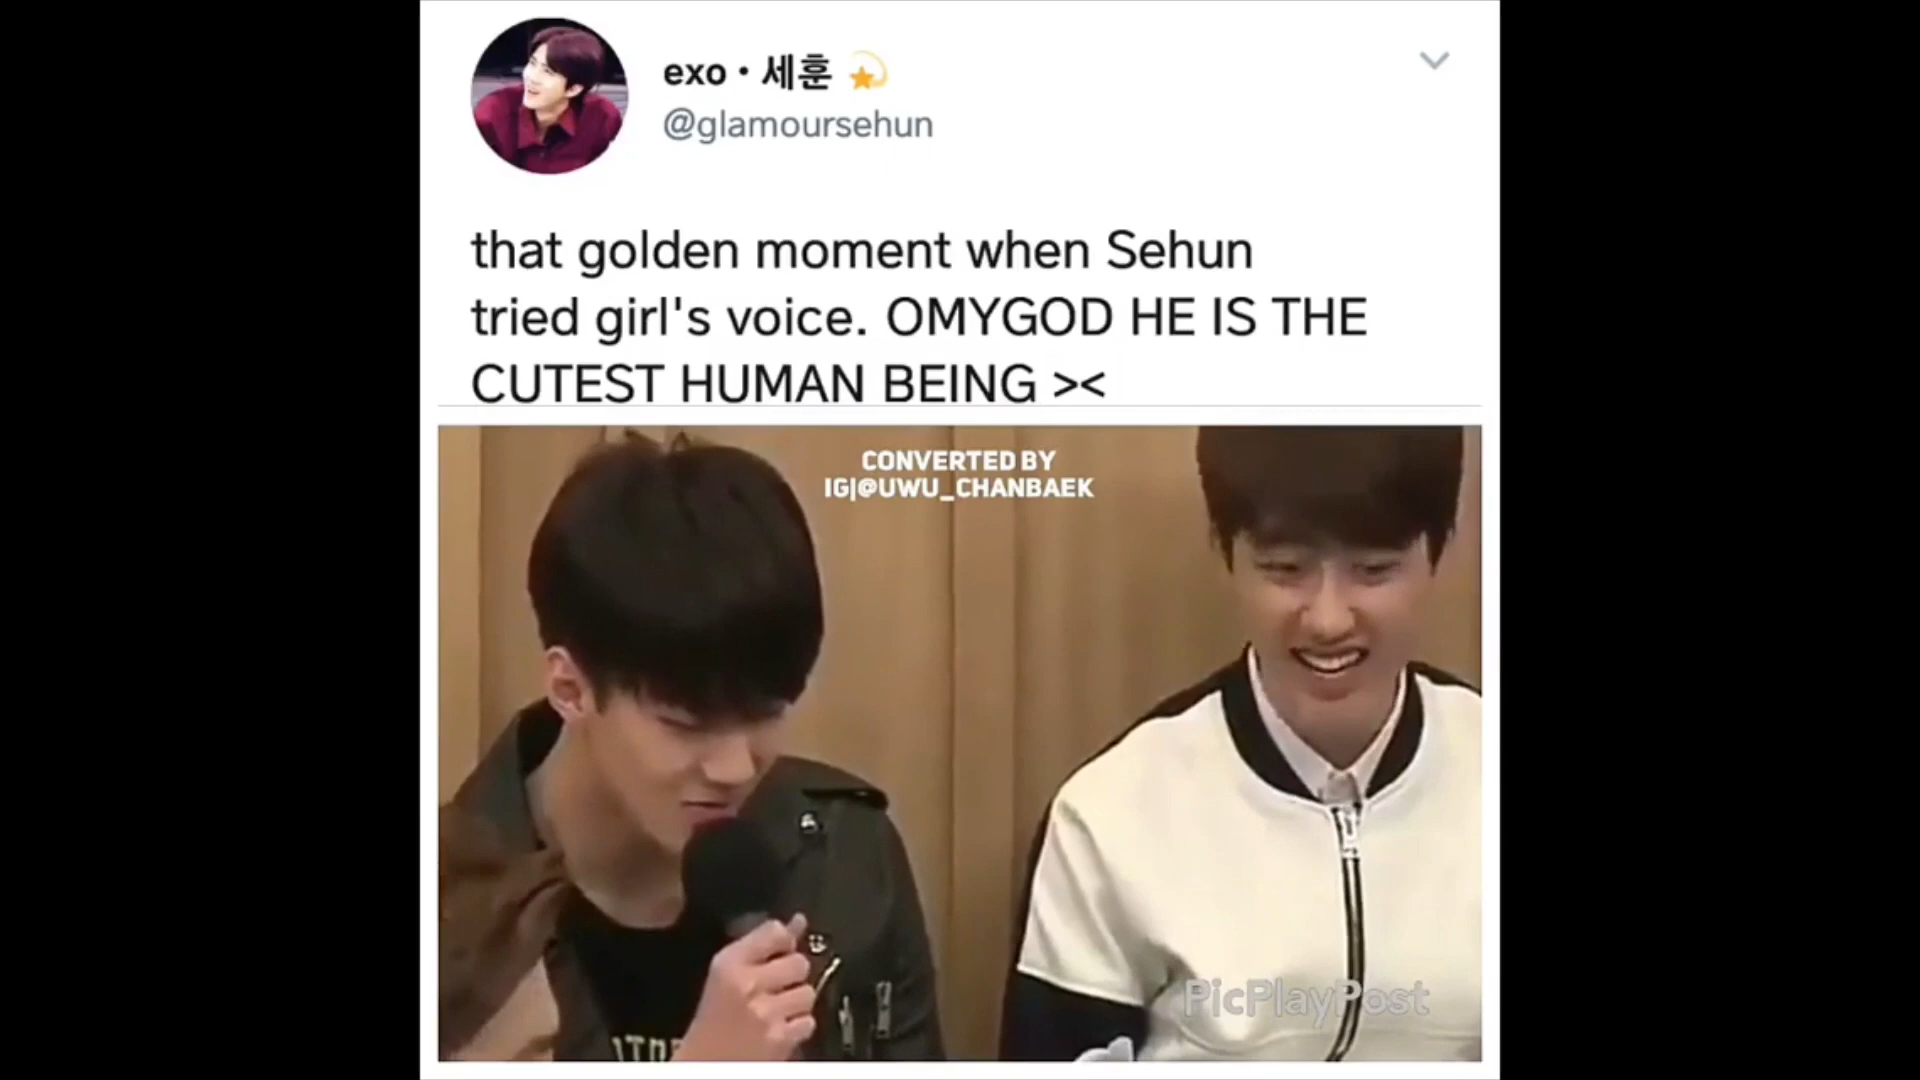 exo • 세훈 💫
@glamoursehun
that golden moment when Sehun
tried girl's voice. OMYGOD HE IS THE
CUTEST HUMAN BEING ><
CONVERTED BY
IG|@UWU_CHANBAEK
PicPlayPost